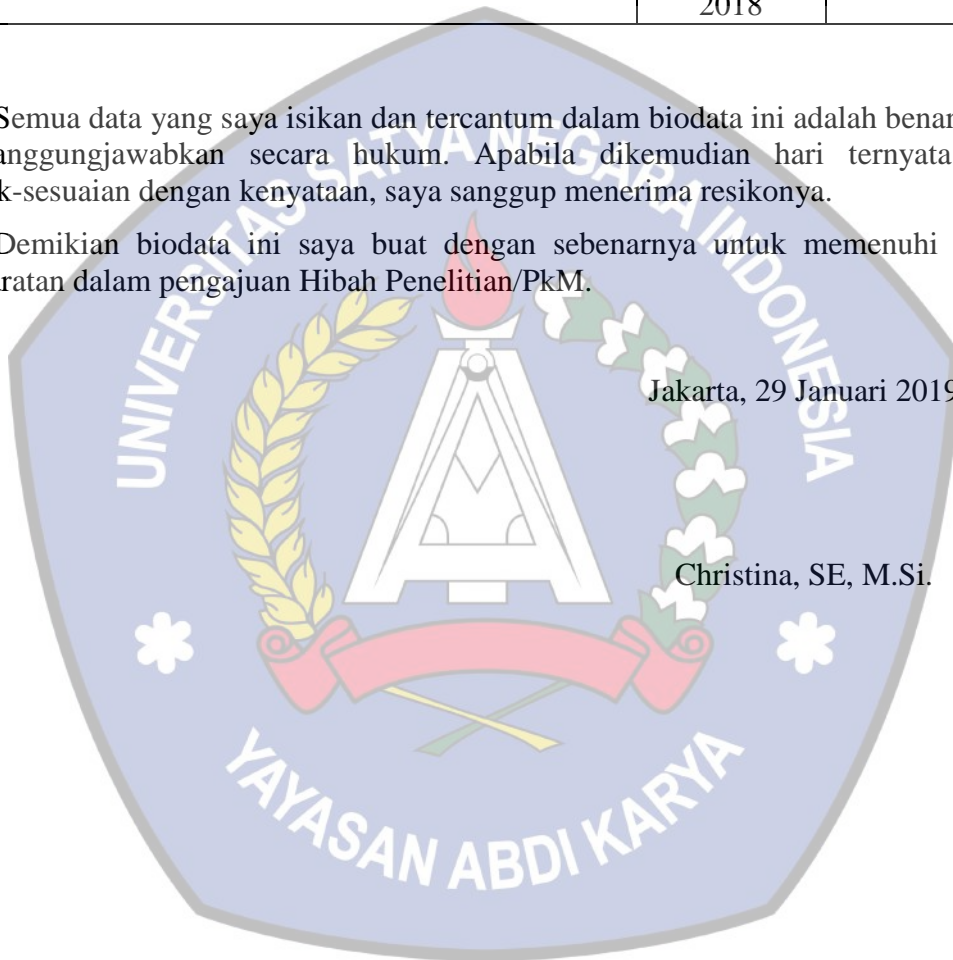 2018
Semua data yang saya isikan dan tercantum dalam biodata ini adalah benar
anggungjawabkan secara hukum. Apabila dikemudian hari ternyata
k-sesuaian dengan kenyataan, saya sanggup menerima resikonya.
Demikian biodata ini saya buat dengan sebenarnya untuk memenuhi
ratan dalam pengajuan Hibah Penelitian/PkM.
Jakarta, 29 Januari 2019
Christina, SE, M.Si.
UNIVERSITAS SATYA NEGARA INDONESIA
YAYASAN ABDI KARYA